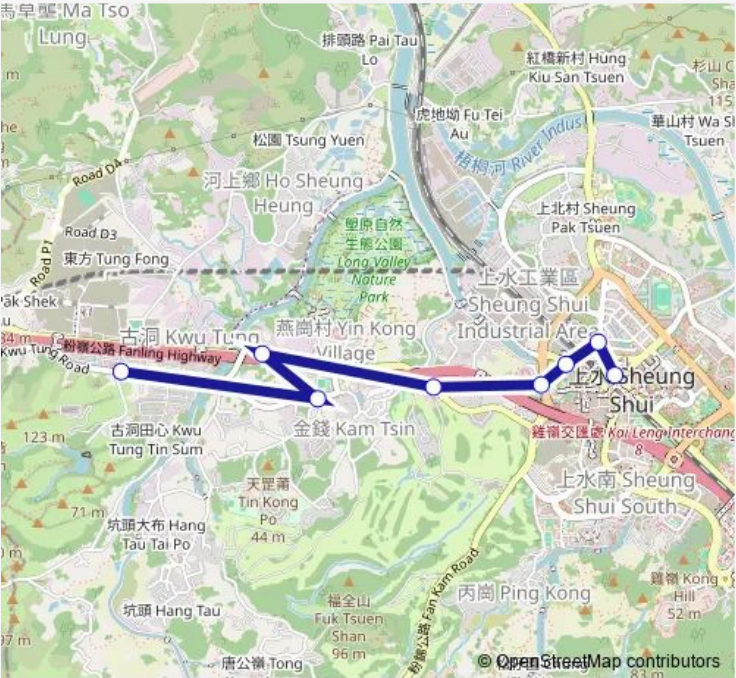 馬草壟 Ma Tso
Lung
排頭路 Pai Tau
Lo
紅橋新村 Hung
Kiu San Tsuen
杉山 C
Sha
115
m
虎地坳 Fu Tei
Au
華山村 Wa Sh
Tsuen
松園 Tsung Yuen
梧桐河 River Indus
Road D4
河上鄉 Ho Sheung
Heung
上北村 Sheung
Pak Tsuen
塱原自然
生態公園
Long Valley
Nature
Park
Road D3
Road P1
東方 Tung Fong
上水工業區
Sheung Shui
Industrial Area
Pak Shek
古洞 Kwu Tung
燕崗村 Yin Kong
Village
34 m
粉嶺公路 Fanling Highway
Kwu Tung Road
上水 Sheung
Shui
金錢 Kam Tsin
雞嶺交匯處 Kai Leng Interchang
8
123 m
古洞田心 Kwu
Tung Tin Sum
天罡莆
Tin Kong
Po
44 m
上水南 Sheung
Shui South
71 m
坑頭大布 Hang
Tau Tai Po
粉錦公路 Fan Kam Road
丙崗 Ping Kong
雞嶺 Kong
Hill
52 m
坑頭 Hang Tau
福全山
Fuk Tsuen
Shan
96 m
97 m
唐公嶺 Tong
© OpenStreetMap contributors
83 m